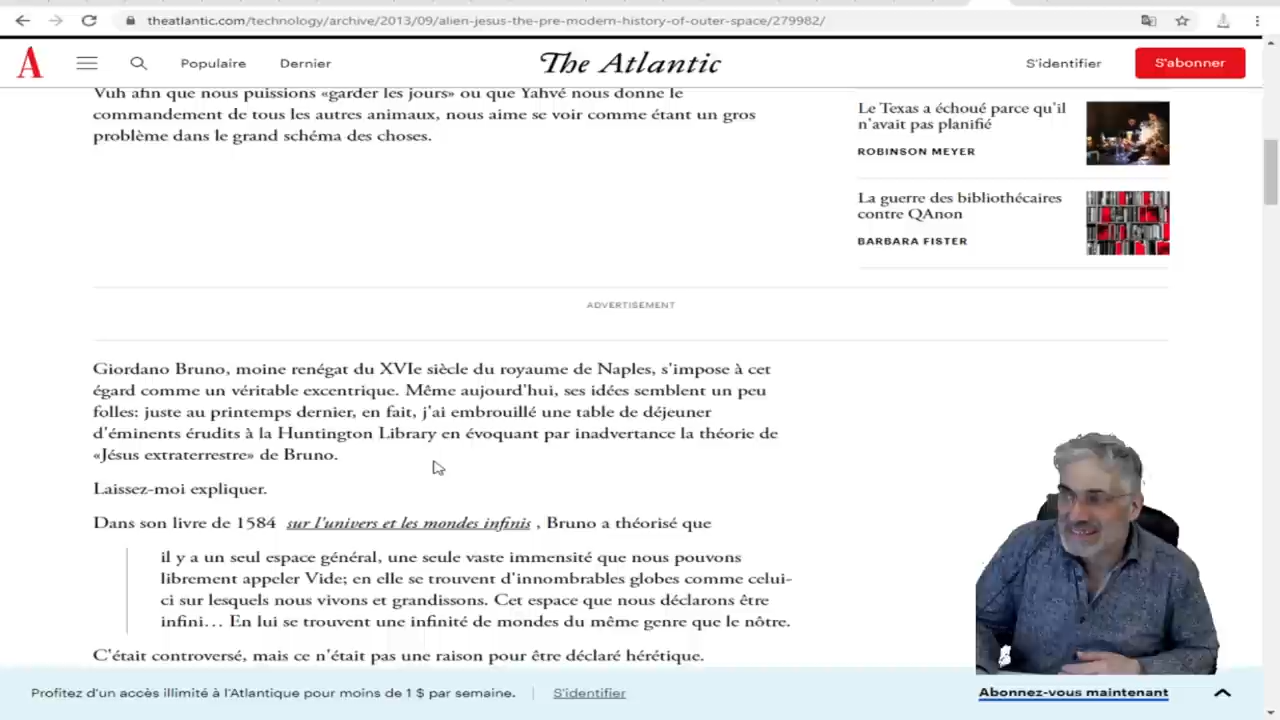 theatlantic.com/technology/archive/2013/09/alien-jesus-the-pre-modern-history-of-outer-space/279982/
A
Populaire
Dernier
The Atlantic
S'identifier
S'abonner
Vuh afin que nous puissions «garder les jours» ou que Yahvé nous donne le
commandement de tous les autres animaux, nous aime se voir comme étant un gros
problème dans le grand schéma des choses.
Le Texas a échoué parce qu'il
n'avait pas planifié
ROBINSON MEYER
La guerre des bibliothécaires
contre QAnon
BARBARA FISTER
ADVERTISEMENT
Giordano Bruno, moine renégat du XVIe siècle du royaume de Naples, s'impose à cet
égard comme un véritable excentrique. Même aujourd'hui, ses idées semblent un peu
folles: juste au printemps dernier, en fait, j'ai embrouillé une table de déjeuner
d'éminents érudits à la Huntington Library en évoquant par inadvertance la théorie de
«Jésus extraterrestre» de Bruno.
Laissez-moi expliquer.
Dans son livre de 1584 sur l'univers et les mondes infinis , Bruno a théorisé que
il y a un seul espace général, une seule vaste immensité que nous pouvons
librement appeler Vide; en elle se trouvent d'innombrables globes comme celui-
ci sur lesquels nous vivons et grandissons. Cet espace que nous déclarons être
infini… En lui se trouvent une infinité de mondes du même genre que le nôtre.
C'était controversé, mais ce n'était pas une raison pour être déclaré hérétique.
Profitez d'un accès illimité à l'Atlantique pour moins de 1 $ par semaine.
S'identifier
Abonnez-vous maintenant